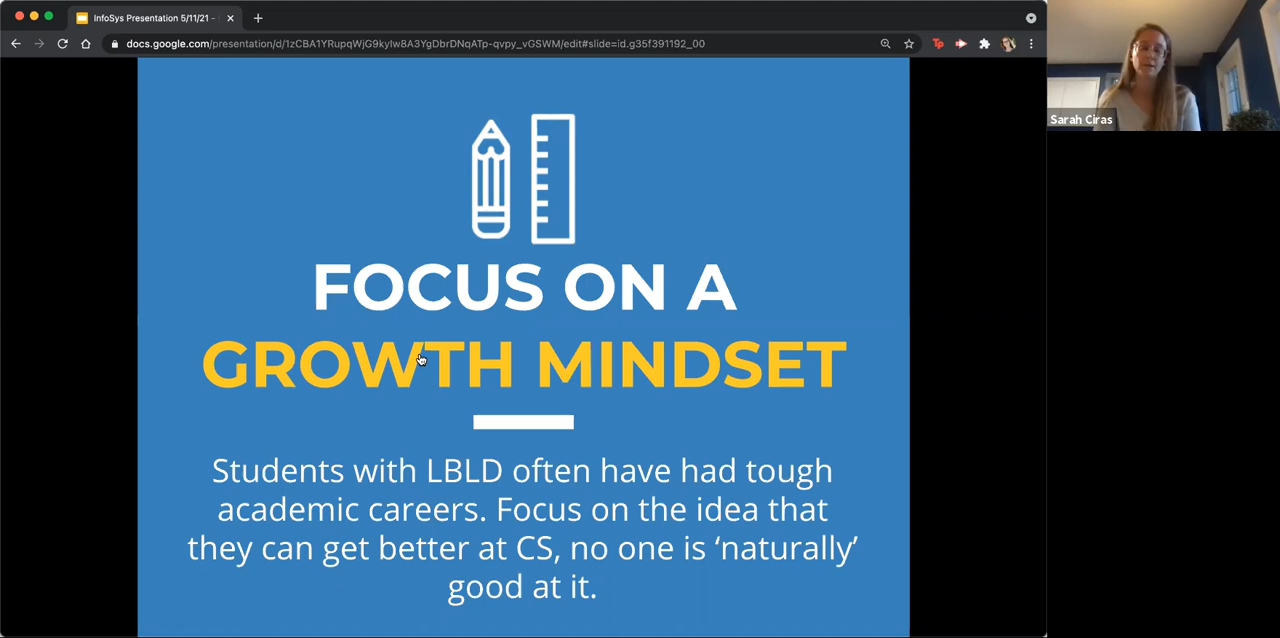 InfoSys Presentation 5/11/21 -
docs.google.com/presentation/d/1zCBA1YRupqWjG9kylw8A3YgDbrDNqATp-qvpy_vGSWM/edit#slide=id.g35f391192_00
Tp
Sarah Ciras
FOCUS ON A
GROWTH MINDSET
Students with LBLD often have had tough
academic careers. Focus on the idea that
they can get better at CS, no one is ‘naturally’
good at it.